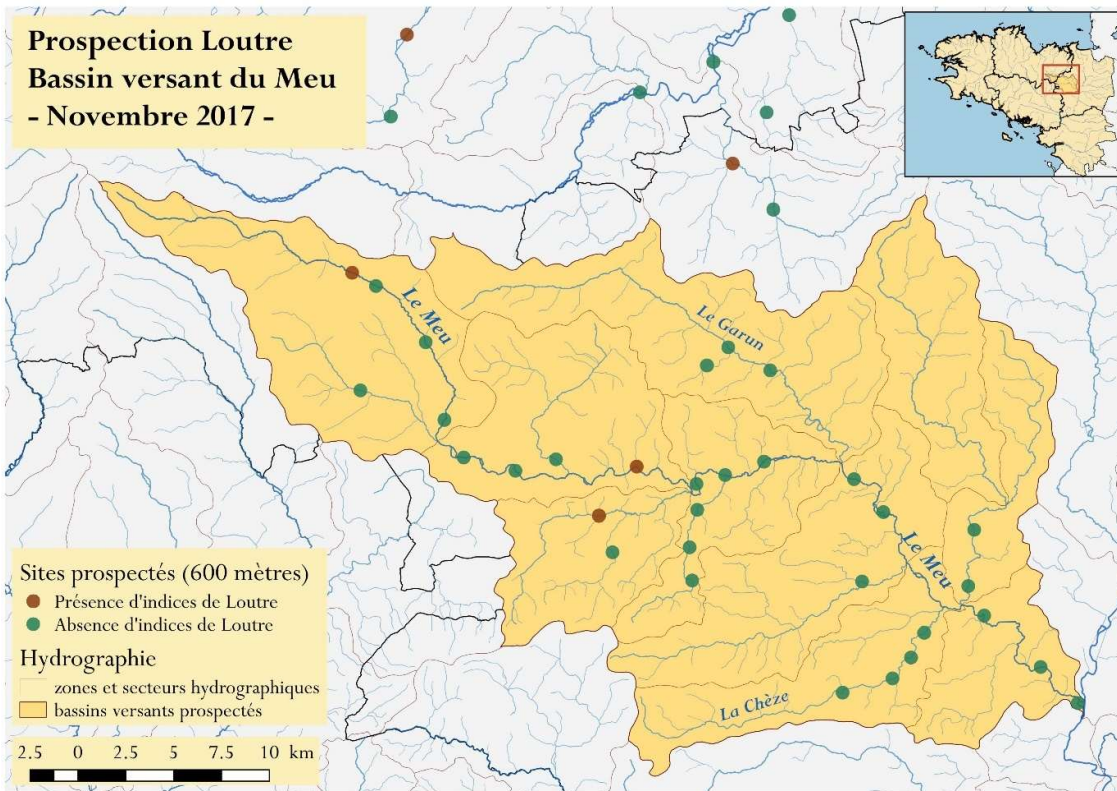 Prospection Loutre
Bassin versant du Meu
- Novembre 2017 -
Le Meu
Le Garun
Le Meu
La Chèze
Sites prospectés (600 mètres)
Présence d'indices de Loutre
Absence d'indices de Loutre
Hydrographie
zones et secteurs hydrographiques
bassins versants prospectés
2.5 0 2.5 5 7.5 10 km